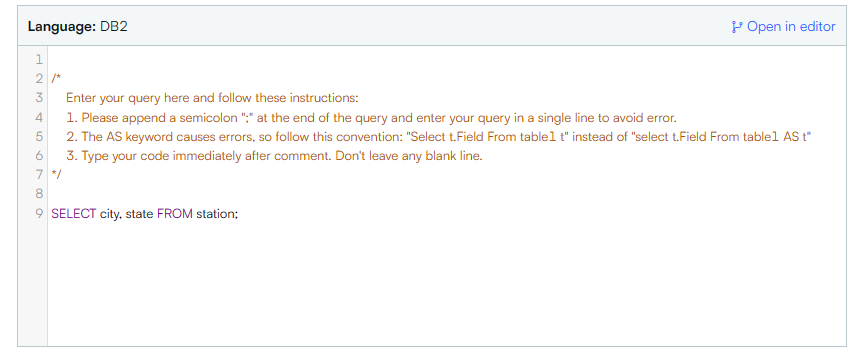 Language: DB2
Open in editor
1
2 /*
3 Enter your query here and follow these instructions:
4 1. Please append a semicolon ";" at the end of the query and enter your query in a single line to avoid error.
5 2. The AS keyword causes errors, so follow this convention: "Select t.Field From table1 t" instead of "select t.Field From table1 AS t"
6 3. Type your code immediately after comment. Don't leave any blank line.
7 */
8
9 SELECT city, state FROM station;